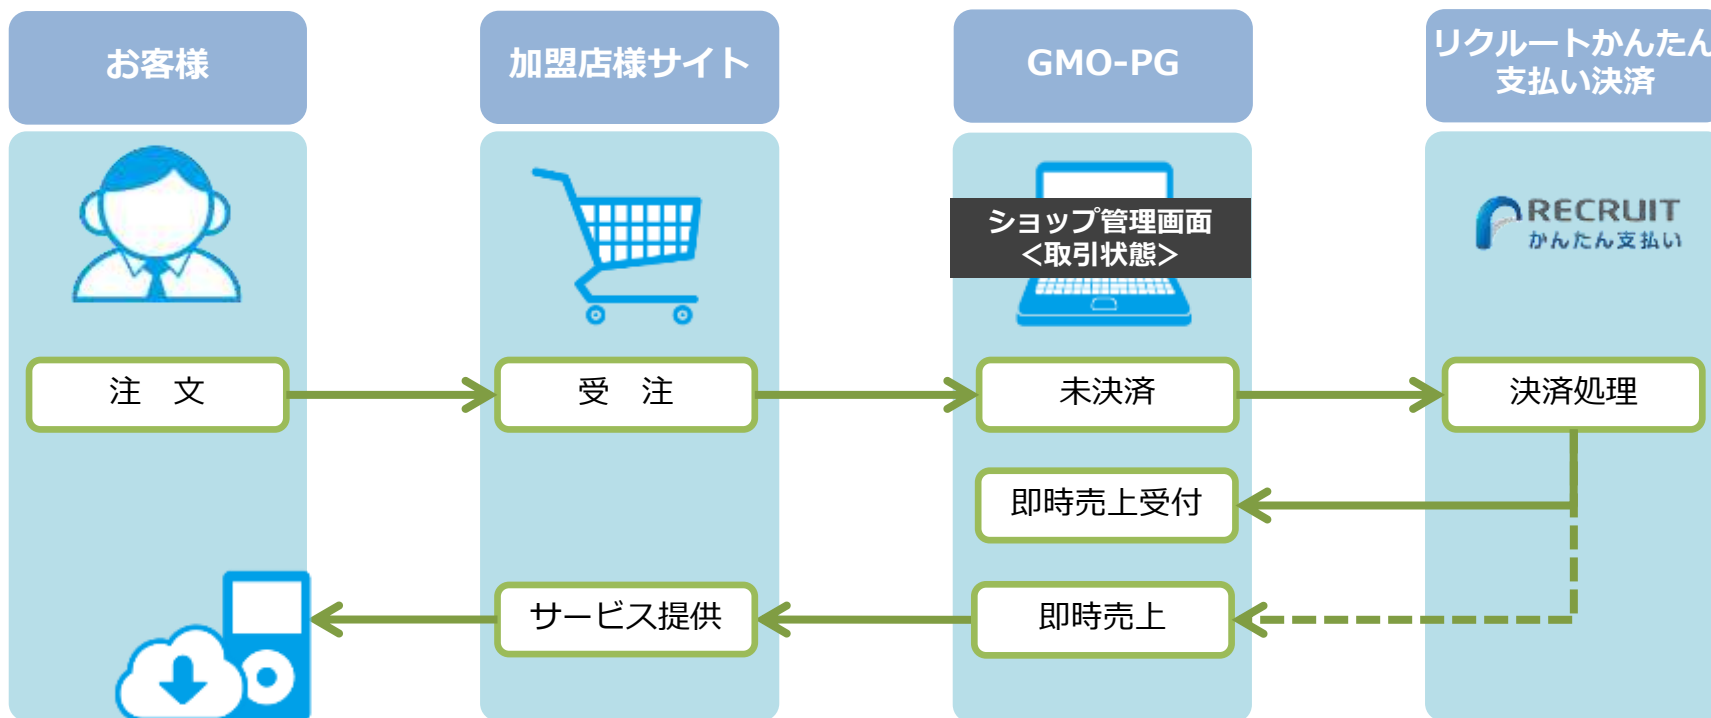 お客様
加盟店様サイト
GMO-PG
リクルートかんたん
支払い決済
ショップ管理画面
＜取引状態＞
RECRUIT
かんたん支払い
注　文
受　注
未決済
決済処理
即時売上受付
サービス提供
即時売上